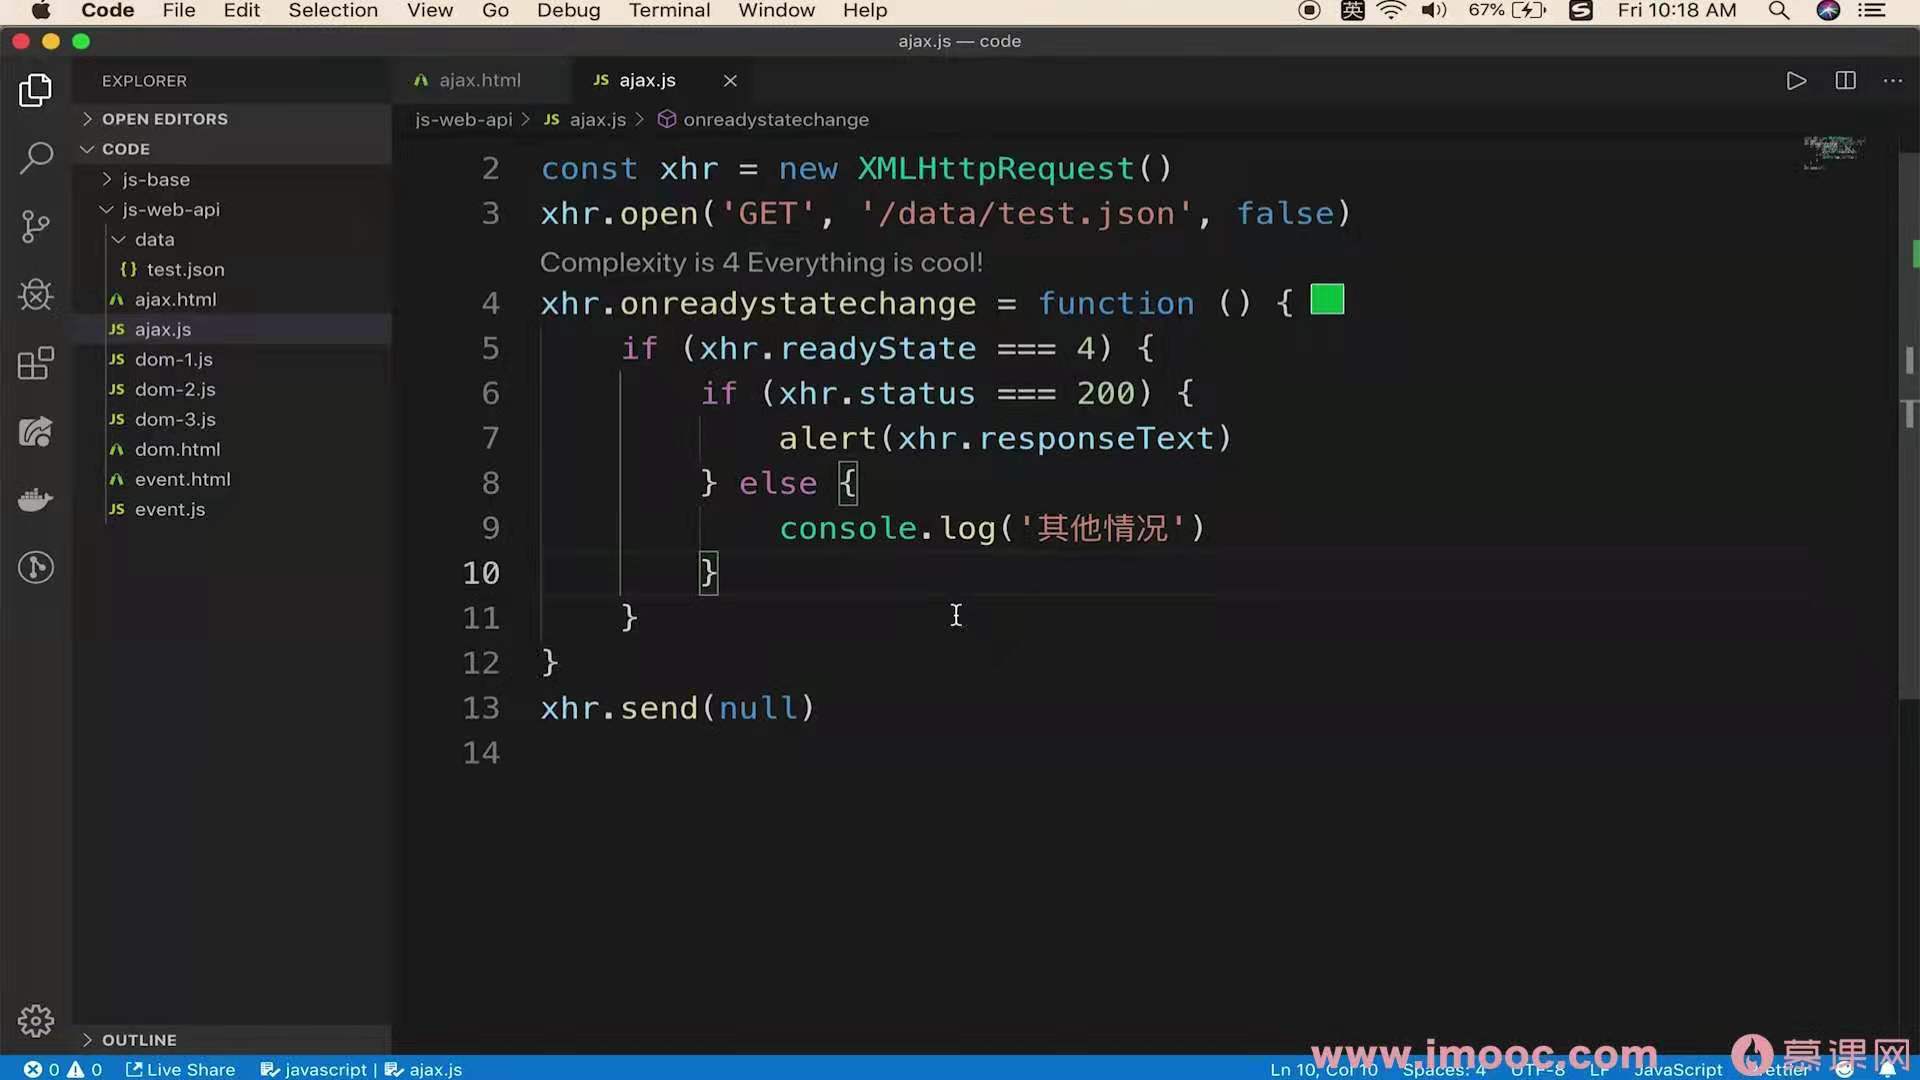 Code File Edit Selection View Go Debug Terminal Window Help 英 67% Fri 10:18 AM
ajax.js — code
EXPLORER
OPEN EDITORS
CODE
js-base
js-web-api
data
{} test.json
ajax.html
JS ajax.js
JS dom-1.js
JS dom-2.js
JS dom-3.js
dom.html
event.html
JS event.js
OUTLINE
ajax.html JS ajax.js
js-web-api > JS ajax.js > onreadystatechange
2 const xhr = new XMLHttpRequest()
3 xhr.open('GET', '/data/test.json', false)
Complexity is 4 Everything is cool!
4 xhr.onreadystatechange = function () {
5 if (xhr.readyState === 4) {
6 if (xhr.status === 200) {
7 alert(xhr.responseText)
8 } else {
9 console.log('其他情况')
10 }
11 }
12 }
13 xhr.send(null)
14
www.imooc.com 慕课网
0 0 Live Share javascript | ajax.js Ln 10, Col 10 Spaces: 4 UTF-8 LF JavaScript Prettier